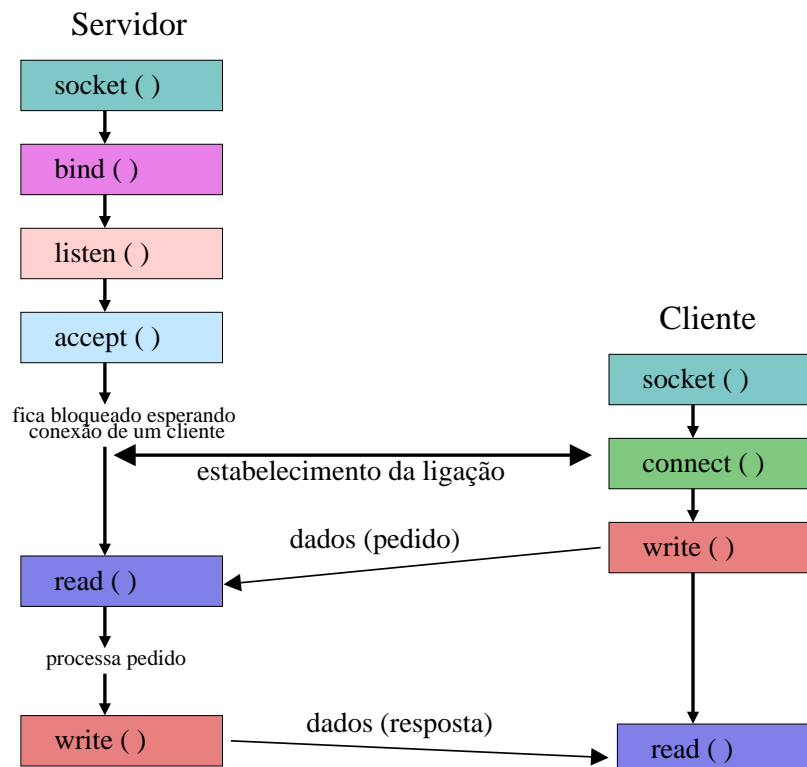 Servidor
socket ( )
bind ( )
listen ( )
accept ( )
fica bloqueado esperando
conexão de um cliente
Cliente
socket ( )
connect ( )
estabelecimento da ligação
write ( )
dados (pedido)
read ( )
processa pedido
write ( )
dados (resposta)
read ( )